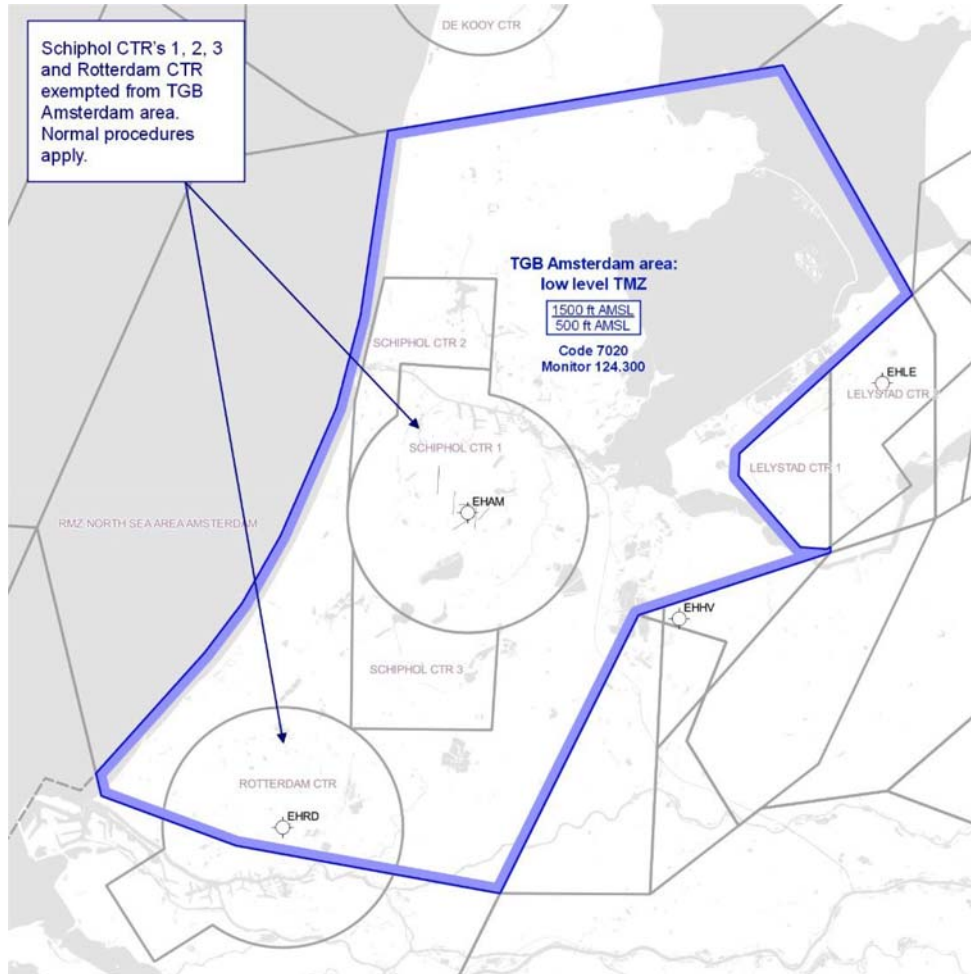 DE KOOY CTR
Schiphol CTR's 1, 2, 3
and Rotterdam CTR
exempted from TGB
Amsterdam area.
Normal procedures
apply.
TGB Amsterdam area:
low level TMZ
1500 ft AMSL
500 ft AMSL
Code 7020
Monitor 124.300
SCHIPHOL CTR 2
EHLE
LELYSTAD CTR
SCHIPHOL CTR 1
LELYSTAD CTR 1
EHAM
RMZ NORTH SEA AREA AMSTERDAM
EHHV
SCHIPHOL CTR 3
ROTTERDAM CTR
EHRD